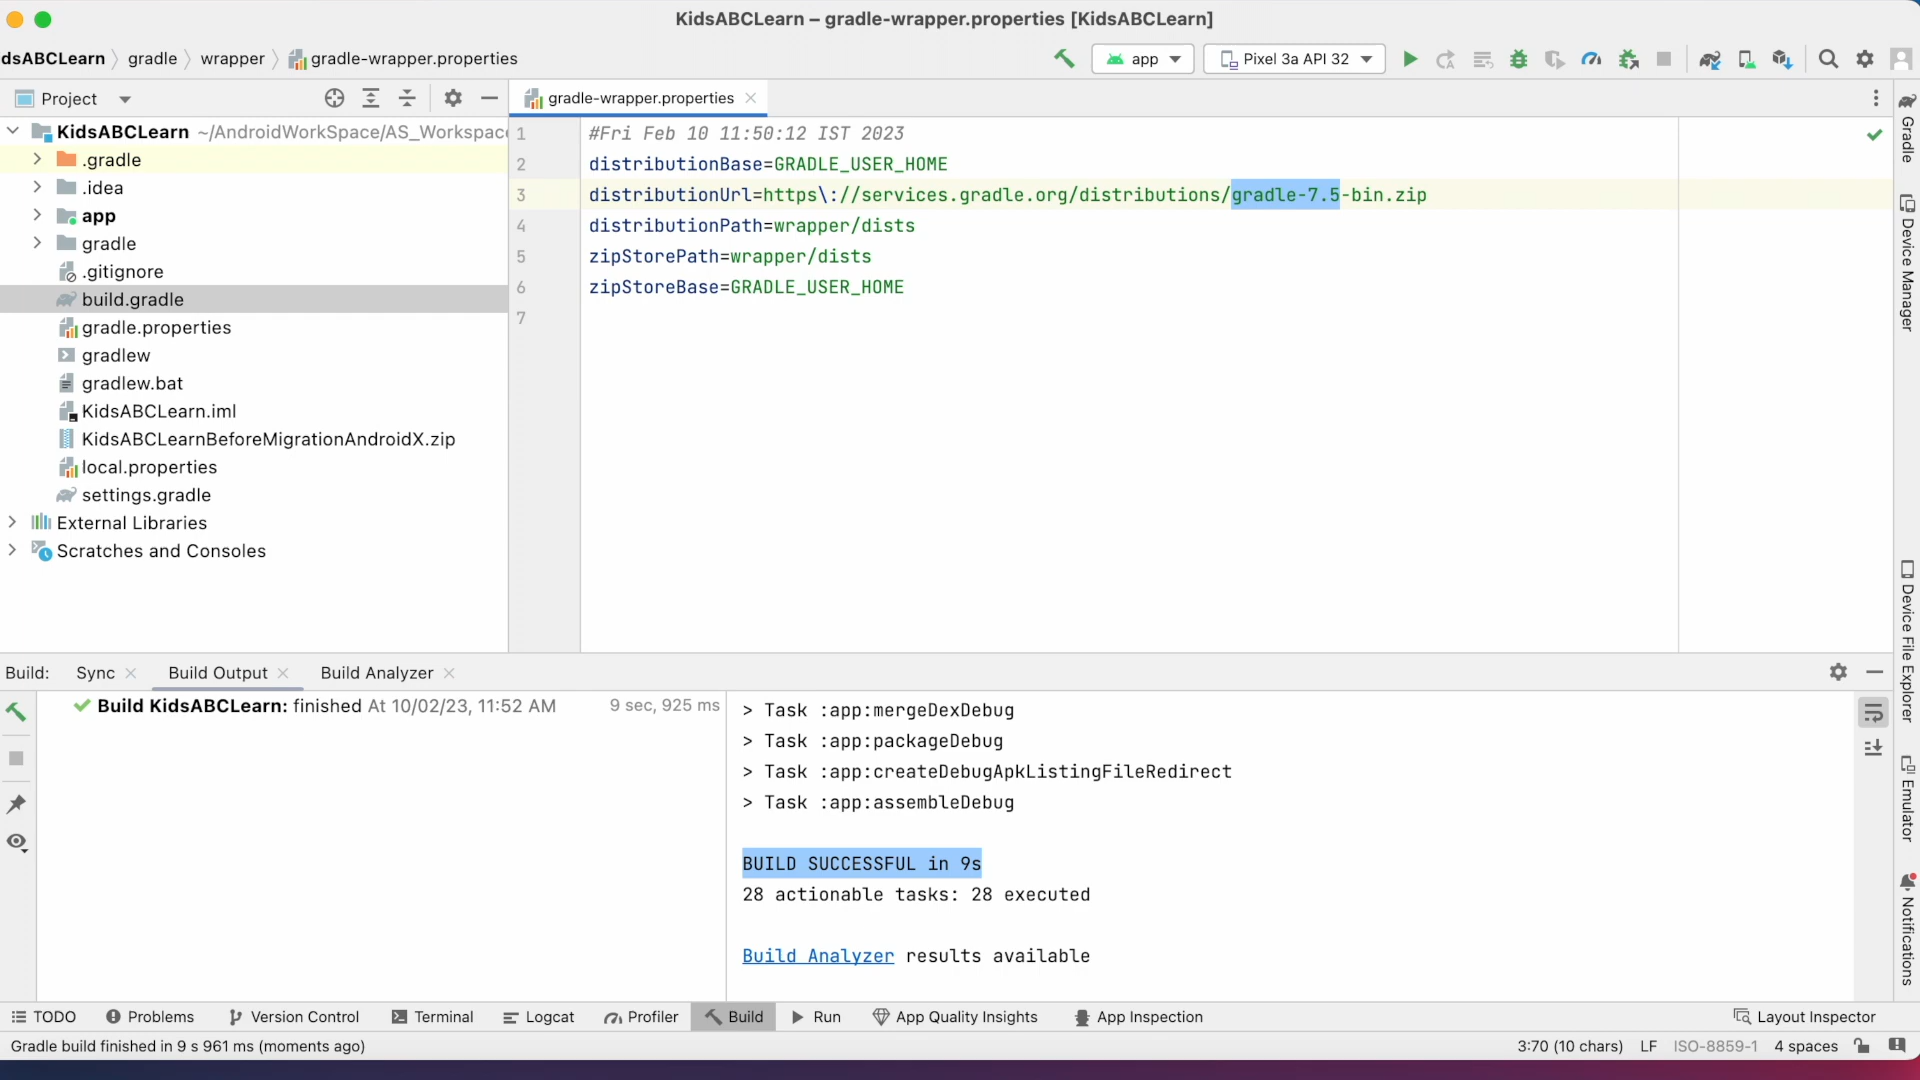 KidsABCLearn – gradle-wrapper.properties [KidsABCLearn]
dsABCLearn gradle wrapper gradle-wrapper.properties
app
Pixel 3a API 32
Project
gradle-wrapper.properties
KidsABCLearn ~/AndroidWorkSpace/AS_Workspac
.gradle
.idea
app
gradle
.gitignore
build.gradle
gradle.properties
gradlew
gradlew.bat
KidsABCLearn.iml
KidsABCLearnBeforeMigrationAndroidX.zip
local.properties
settings.gradle
External Libraries
Scratches and Consoles
1 #Fri Feb 10 11:50:12 IST 2023
2 distributionBase=GRADLE_USER_HOME
3 distributionUrl=https\://services.gradle.org/distributions/gradle-7.5-bin.zip
4 distributionPath=wrapper/dists
5 zipStorePath=wrapper/dists
6 zipStoreBase=GRADLE_USER_HOME
7
Gradle
Device Manager
Device File Explorer
Emulator
Notifications
Build: Sync Build Output Build Analyzer
Build KidsABCLearn: finished At 10/02/23, 11:52 AM 9 sec, 925 ms
> Task :app:mergeDexDebug
> Task :app:packageDebug
> Task :app:createDebugApkListingFileRedirect
> Task :app:assembleDebug
BUILD SUCCESSFUL in 9s
28 actionable tasks: 28 executed
Build Analyzer results available
TODO Problems Version Control Terminal Logcat Profiler Build Run App Quality Insights App Inspection Layout Inspector
Gradle build finished in 9 s 961 ms (moments ago) 3:70 (10 chars) LF ISO-8859-1 4 spaces